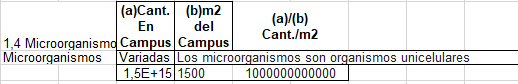 (a)Cant. (b)m2
En del (a)/(b)
1,4 Microorganismo Campus Campus Cant./m2
Microorganismos Variadas Los microorganismos son organismos unicelulares
1,5E+15 1500 1000000000000